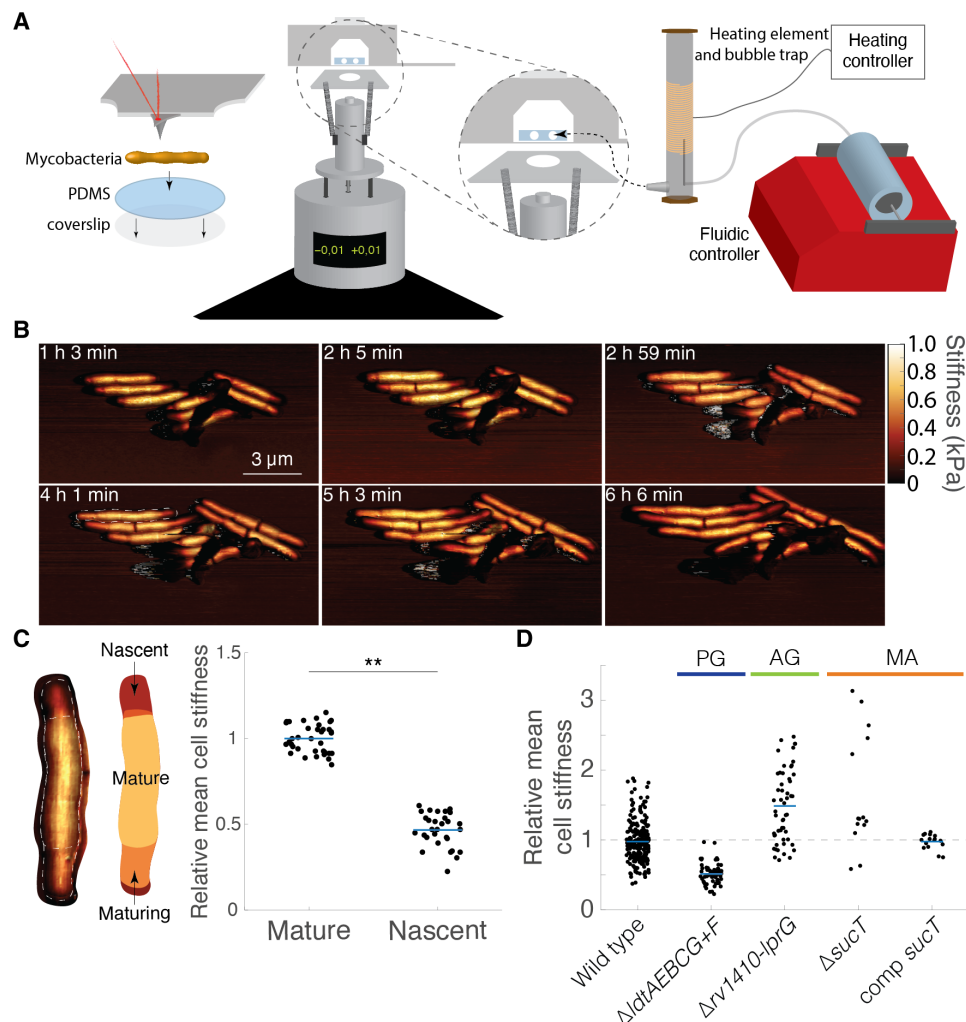 A
Mycobacteria
PDMS
coverslip
−0,01 +0,01
Heating element
and bubble trap
Heating
controller
Fluidic
controller
B
1 h 3 min
2 h 5 min
2 h 59 min
3 µm
4 h 1 min
5 h 3 min
6 h 6 min
1.0
0.8
0.6
0.4
0.2
0
Stiffness (kPa)
C
Nascent
Mature
Maturing
Relative mean cell stiffness
1.5
1
0.5
0
**
Mature
Nascent
D
PG
AG
MA
Relative mean
cell stiffness
3
2
1
0
Wild type
ΔldtAEBCG+F
Δrv1410-lprG
ΔsucT
comp sucT